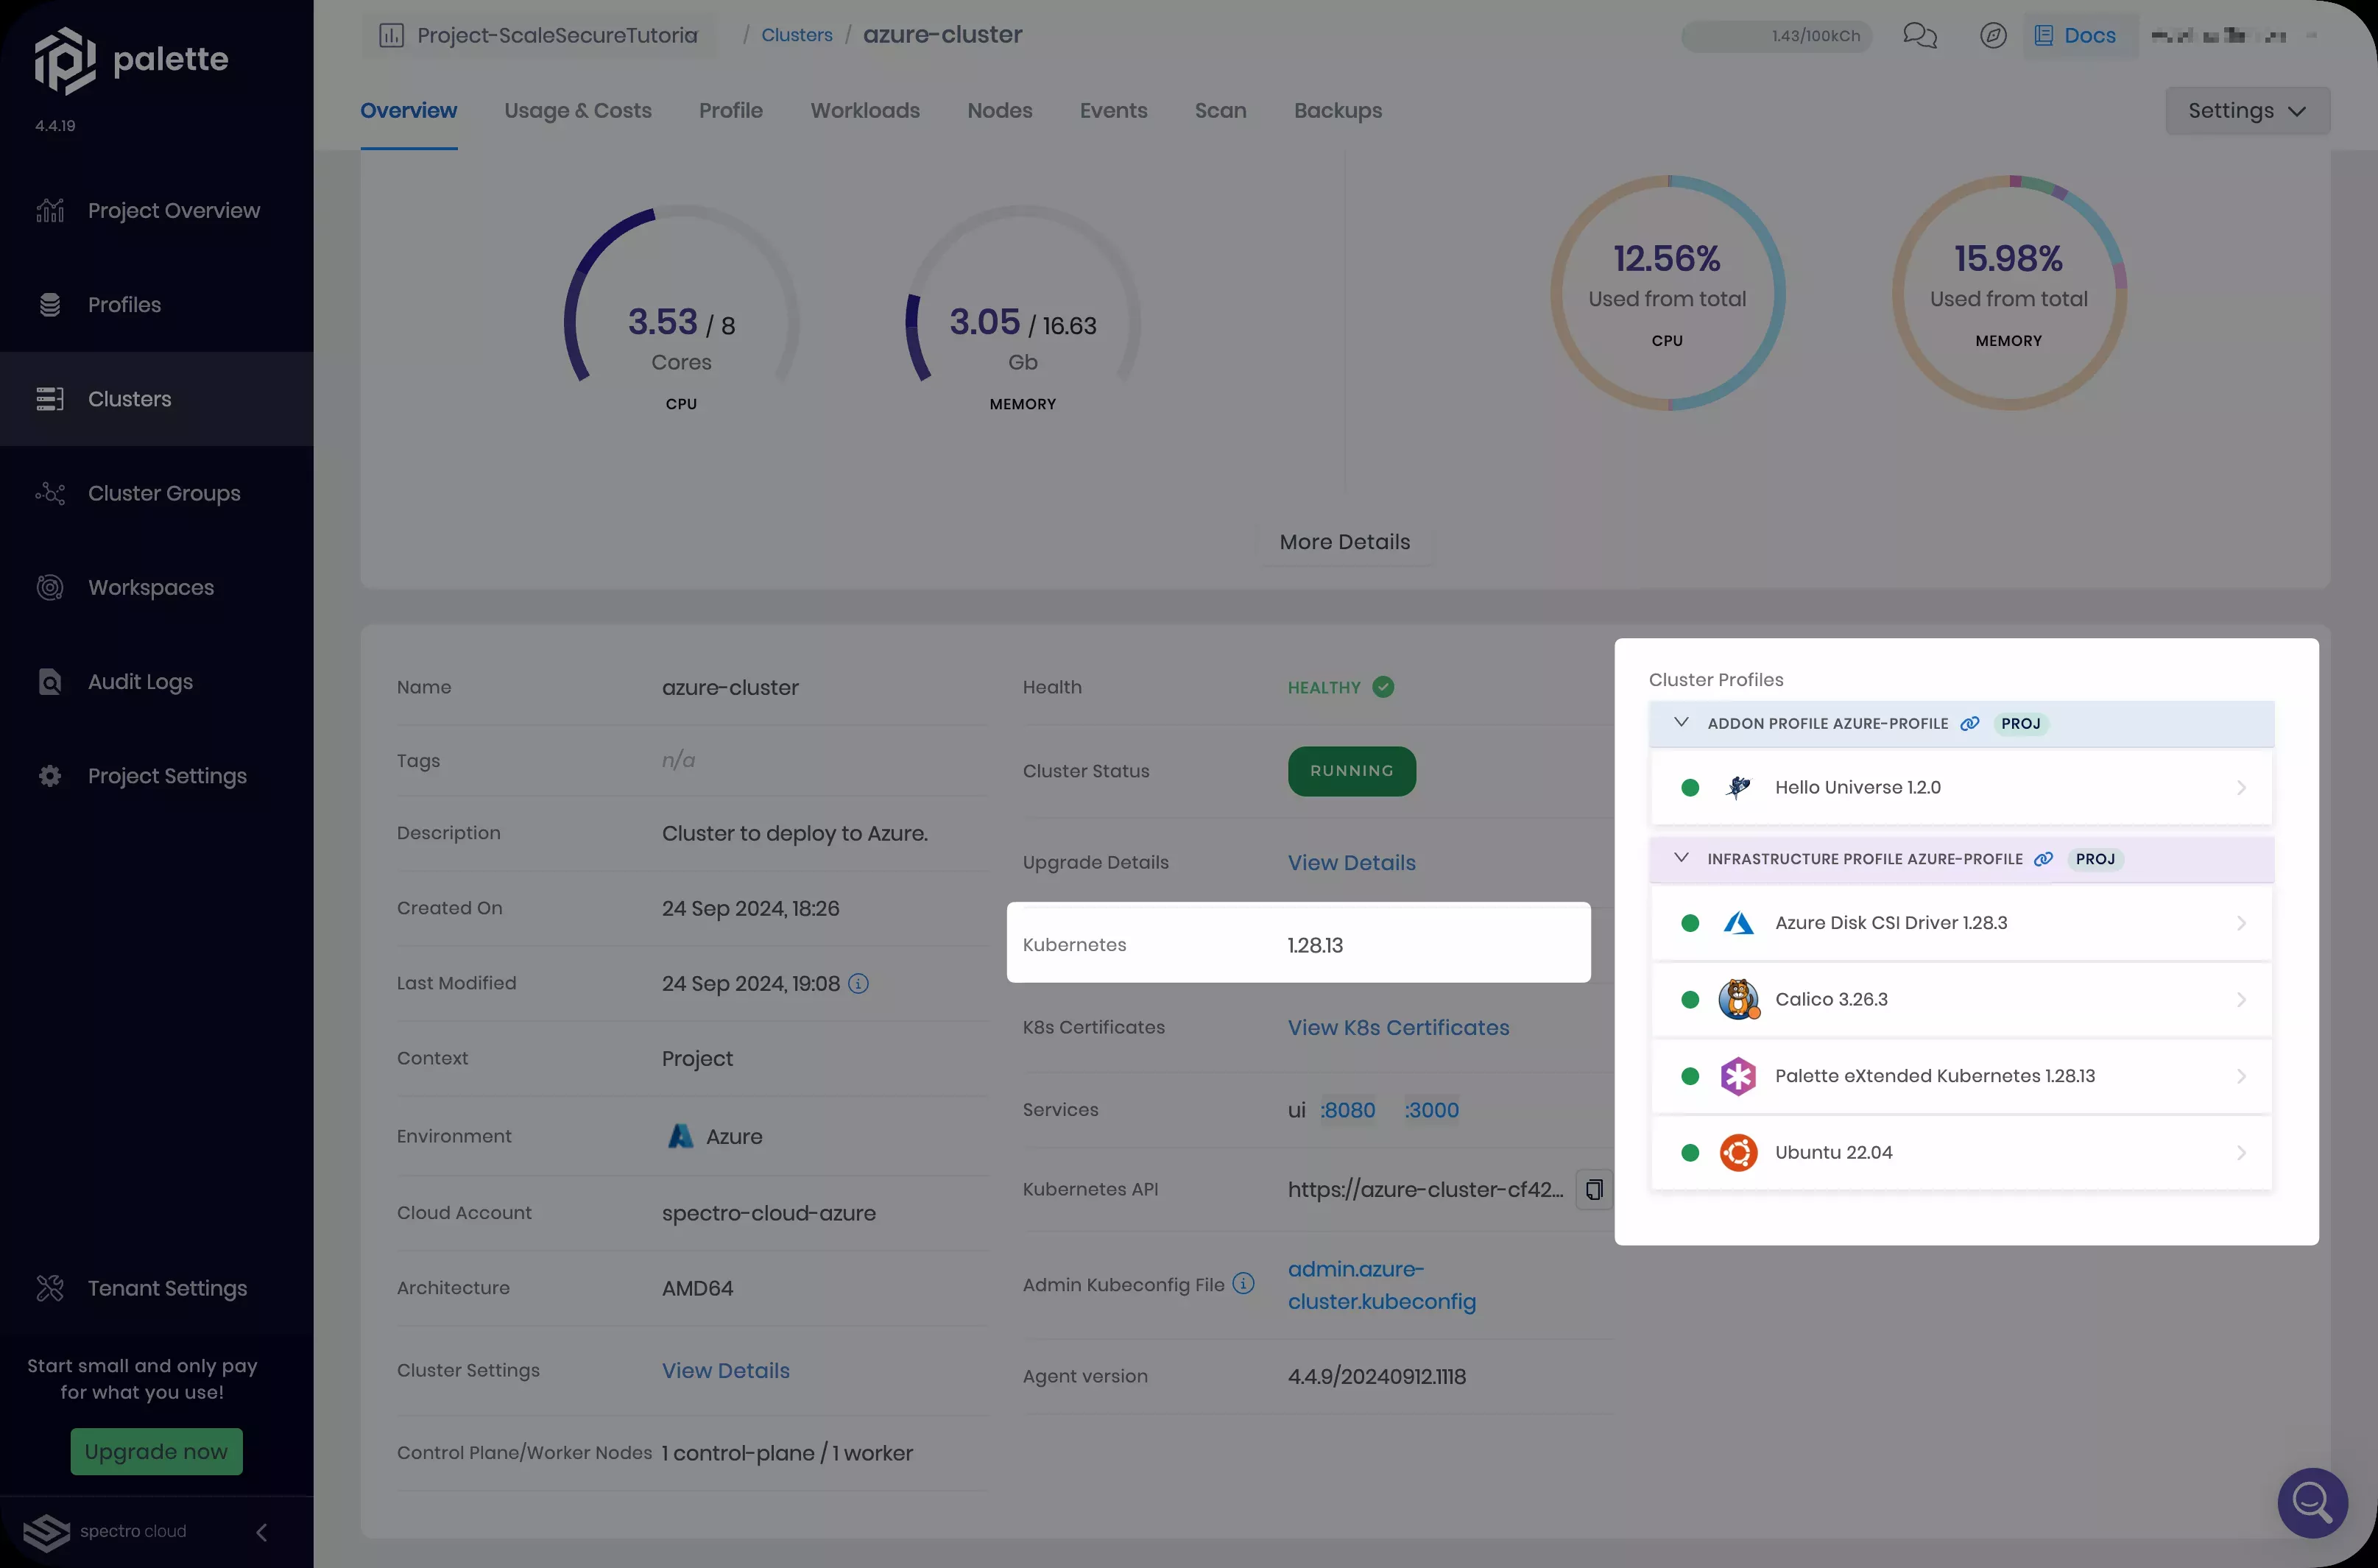 palette
4.4.19
Project Overview
Profiles
Clusters
Cluster Groups
Workspaces
Audit Logs
Project Settings
Tenant Settings
Start small and only pay
for what you use!
Upgrade now
spectro cloud
Project-ScaleSecureTutoria
/ Clusters / azure-cluster
1.43/100kCh
Docs
Overview
Usage & Costs
Profile
Workloads
Nodes
Events
Scan
Backups
Settings
3.53 / 8
Cores
CPU
3.05 / 16.63
Gb
MEMORY
12.56%
Used from total
CPU
15.98%
Used from total
MEMORY
More Details
Name azure-cluster
Tags n/a
Description Cluster to deploy to Azure.
Created On 24 Sep 2024, 18:26
Last Modified 24 Sep 2024, 19:08
Context Project
Environment Azure
Cloud Account spectro-cloud-azure
Architecture AMD64
Cluster Settings View Details
Control Plane/Worker Nodes 1 control-plane / 1 worker
Health HEALTHY
Cluster Status RUNNING
Upgrade Details View Details
Kubernetes 1.28.13
K8s Certificates View K8s Certificates
Services ui :8080 :3000
Kubernetes API https://azure-cluster-cf42...
Admin Kubeconfig File admin.azure-
cluster.kubeconfig
Agent version 4.4.9/20240912.1118
Cluster Profiles
ADDON PROFILE AZURE-PROFILE PROJ
Hello Universe 1.2.0
INFRASTRUCTURE PROFILE AZURE-PROFILE PROJ
Azure Disk CSI Driver 1.28.3
Calico 3.26.3
Palette eXtended Kubernetes 1.28.13
Ubuntu 22.04